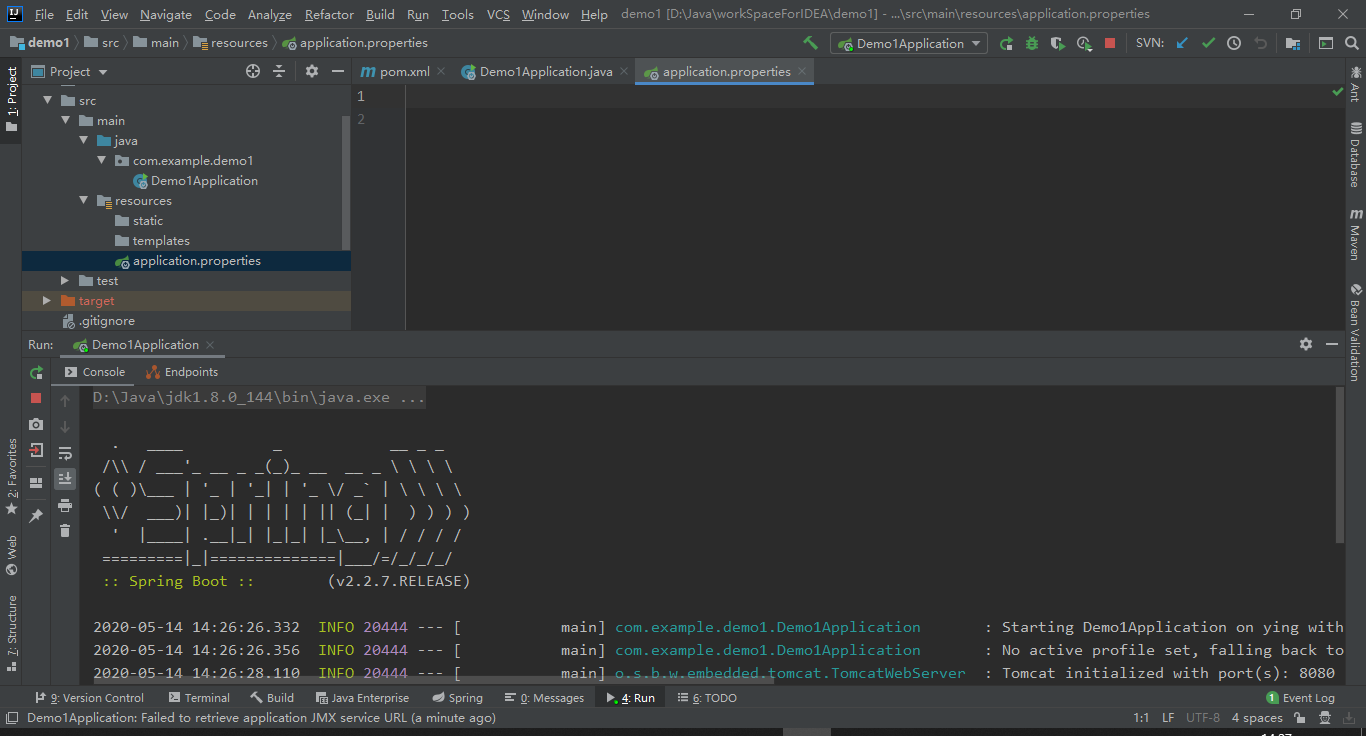 File Edit View Navigate Code Analyze Refactor Build Run Tools VCS Window Help demo1 [D:\Java\workSpaceForIDEA\demo1] - ...\src\main\resources\application.properties
demo1 src main resources application.properties Demo1Application SVN:
Project pom.xml Demo1Application.java application.properties
1: Project
src
main
java
com.example.demo1
Demo1Application
resources
static
templates
application.properties
test
target
.gitignore
1
2
Ant
Database
Maven
Bean Validation
Run: Demo1Application
Console Endpoints
D:\Java\jdk1.8.0_144\bin\java.exe ...
  .   ____          _            __ _ _
 /\\ / ___'_ __ _ _(_)_ __  __ _ \ \ \ \
( ( )\___ | '_ | '_| | '_ \/ _` | \ \ \ \
 \\/  ___)| |_)| | | | | || (_| |  ) ) ) )
  '  |____| .__|_| |_|_| |_\__, | / / / /
 =========|_|==============|___/=/_/_/_/
 :: Spring Boot ::        (v2.2.7.RELEASE)
2020-05-14 14:26:26.332  INFO 20444 --- [           main] com.example.demo1.Demo1Application       : Starting Demo1Application on ying with
2020-05-14 14:26:26.356  INFO 20444 --- [           main] com.example.demo1.Demo1Application       : No active profile set, falling back to
2020-05-14 14:26:28.110  INFO 20444 --- [           main] o.s.b.w.embedded.tomcat.TomcatWebServer  : Tomcat initialized with port(s): 8080
2: Favorites
Web
7: Structure
9: Version Control Terminal Build Java Enterprise Spring 0: Messages 4: Run 6: TODO 1 Event Log
Demo1Application: Failed to retrieve application JMX service URL (a minute ago) 1:1 LF UTF-8 4 spaces